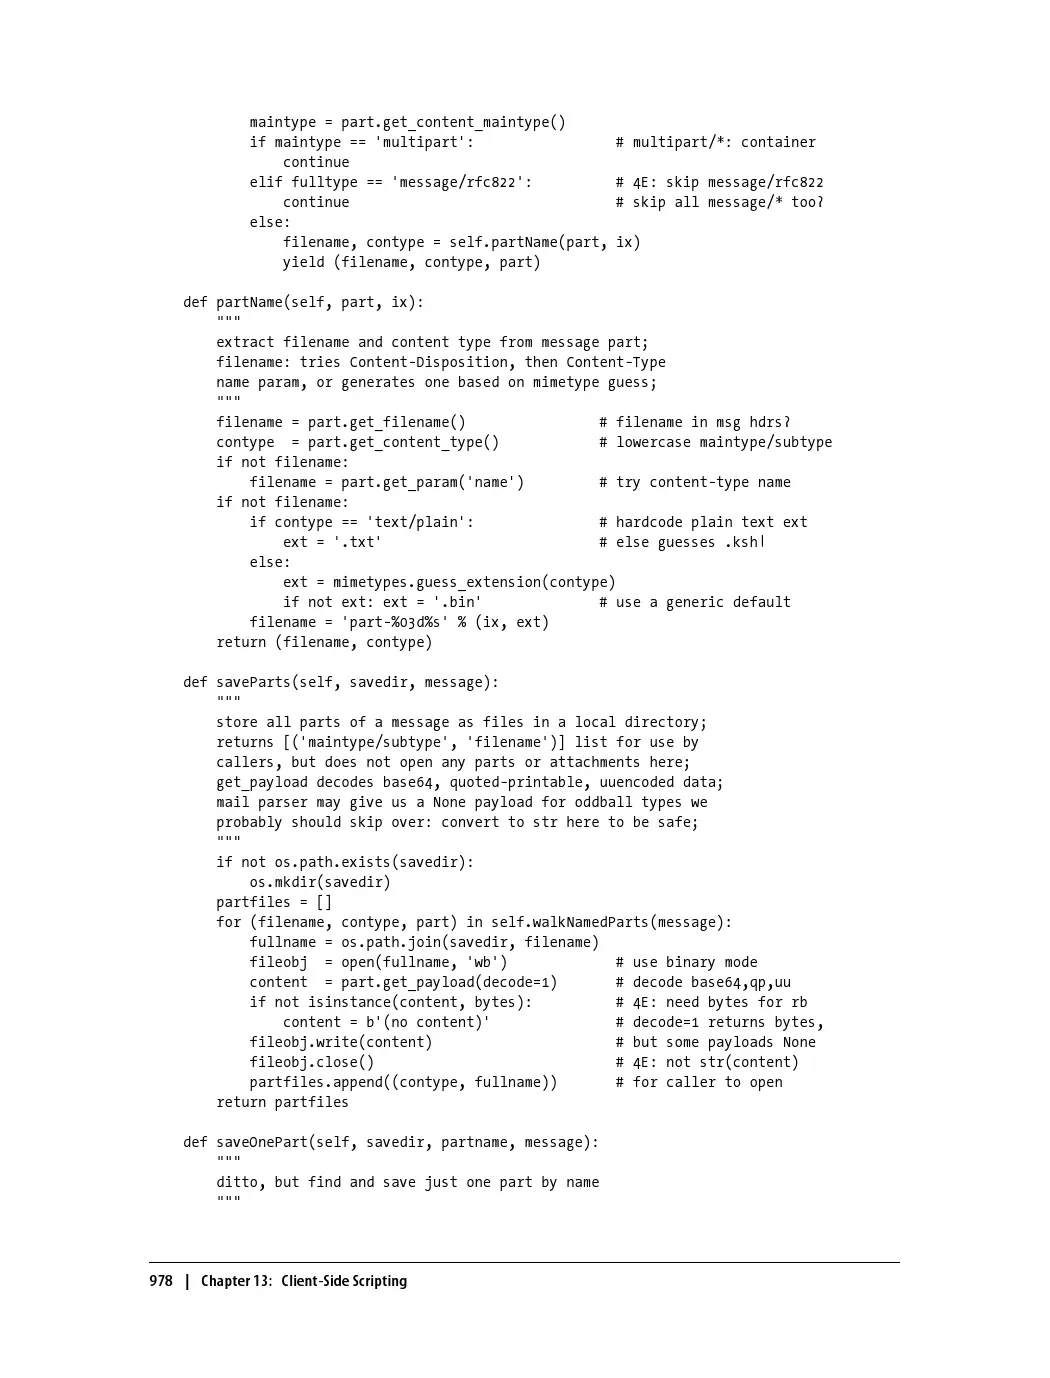 maintype = part.get_content_maintype()
        if maintype == 'multipart':                 # multipart/*: container
            continue
        elif fulltype == 'message/rfc822':          # 4E: skip message/rfc822
            continue                                # skip all message/* too?
        else:
            filename, contype = self.partName(part, ix)
            yield (filename, contype, part)

def partName(self, part, ix):
    """
    extract filename and content type from message part;
    filename: tries Content-Disposition, then Content-Type
    name param, or generates one based on mimetype guess;
    """
    filename = part.get_filename()                # filename in msg hdrs?
    contype  = part.get_content_type()            # lowercase maintype/subtype
    if not filename:
        filename = part.get_param('name')         # try content-type name
    if not filename:
        if contype == 'text/plain':               # hardcode plain text ext
            ext = '.txt'                          # else guesses .ksh!
        else:
            ext = mimetypes.guess_extension(contype)
            if not ext: ext = '.bin'              # use a generic default
        filename = 'part-%03d%s' % (ix, ext)
    return (filename, contype)

def saveParts(self, savedir, message):
    """
    store all parts of a message as files in a local directory;
    returns [('maintype/subtype', 'filename')] list for use by
    callers, but does not open any parts or attachments here;
    get_payload decodes base64, quoted-printable, uuencoded data;
    mail parser may give us a None payload for oddball types we
    probably should skip over: convert to str here to be safe;
    """
    if not os.path.exists(savedir):
        os.mkdir(savedir)
    partfiles = []
    for (filename, contype, part) in self.walkNamedParts(message):
        fullname = os.path.join(savedir, filename)
        fileobj  = open(fullname, 'wb')             # use binary mode
        content  = part.get_payload(decode=1)       # decode base64,qp,uu
        if not isinstance(content, bytes):          # 4E: need bytes for rb
            content = b'(no content)'               # decode=1 returns bytes,
        fileobj.write(content)                      # but some payloads None
        fileobj.close()                             # 4E: not str(content)
        partfiles.append((contype, fullname))       # for caller to open
    return partfiles

def saveOnePart(self, savedir, partname, message):
    """
    ditto, but find and save just one part by name
    """

978 | Chapter 13: Client-Side Scripting